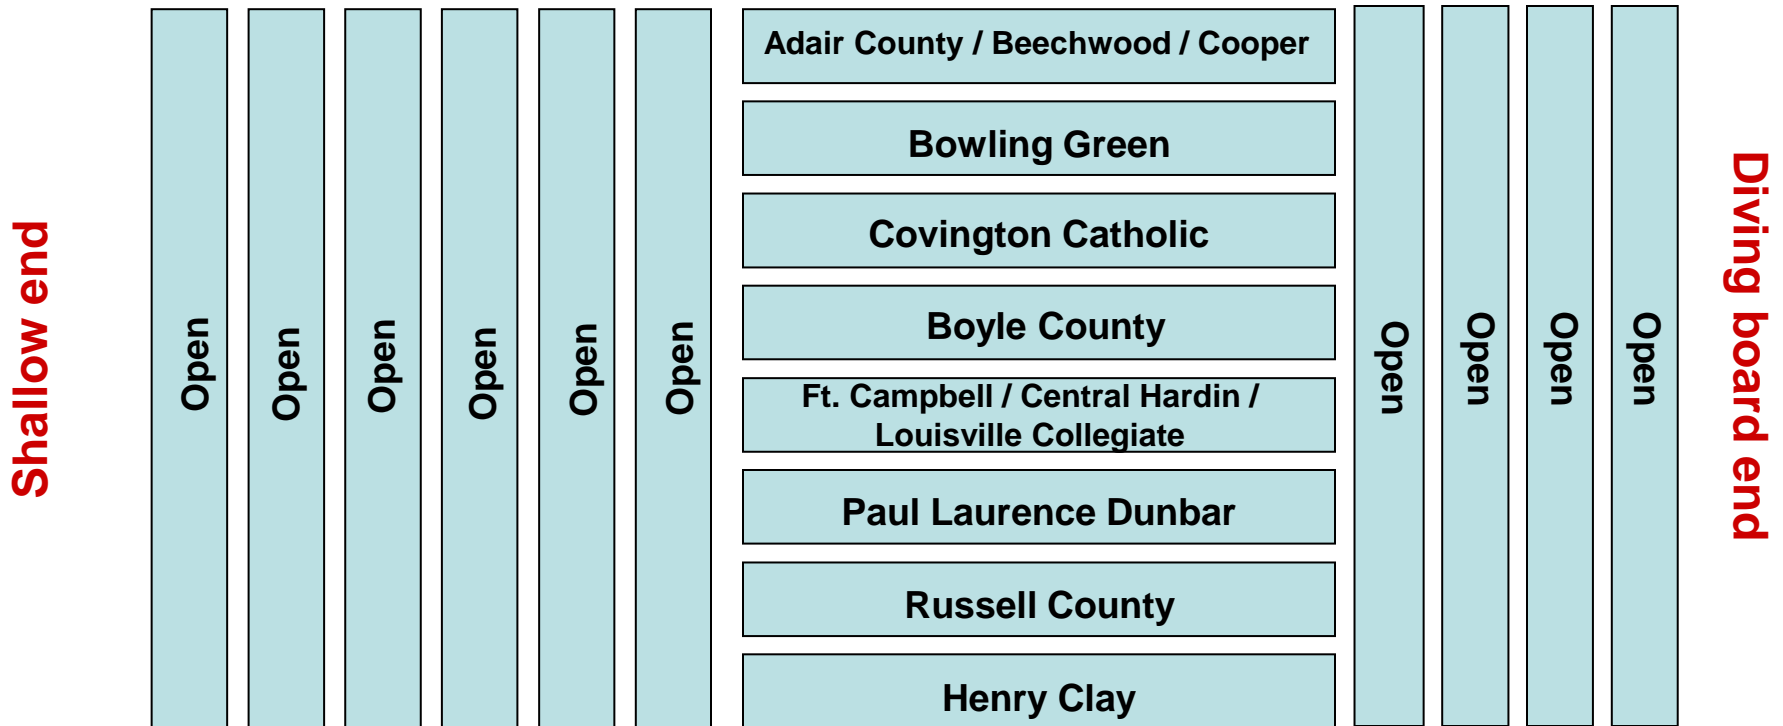 Shallow end
Open
Open
Open
Open
Open
Open
Adair County / Beechwood / Cooper
Bowling Green
Covington Catholic
Boyle County
Ft. Campbell / Central Hardin /
Louisville Collegiate
Paul Laurence Dunbar
Russell County
Henry Clay
Open
Open
Open
Open
Diving board end